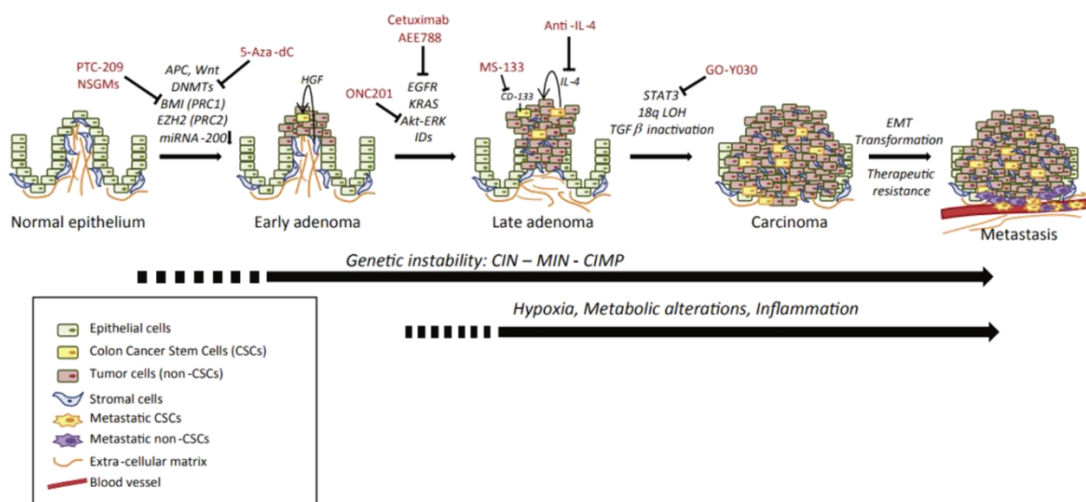 PTC-209
NSGMs
5-Aza-dC
APC, Wnt
DNMTs
BMI (PRC1)
EZH2 (PRC2)
miRNA-200
Normal epithelium
HGF
Early adenoma
Cetuximab
AEE788
ONC201
EGFR
KRAS
Akt-ERK
IDs
Anti-IL-4
MS-133
CD-133
IL-4
Late adenoma
GO-Y030
STAT3
18q LOH
TGFβ inactivation
Carcinoma
EMT
Transformation
Therapeutic
resistance
Metastasis
Genetic instability: CIN – MIN - CIMP
Hypoxia, Metabolic alterations, Inflammation
Epithelial cells
Colon Cancer Stem Cells (CSCs)
Tumor cells (non-CSCs)
Stromal cells
Metastatic CSCs
Metastatic non-CSCs
Extra-cellular matrix
Blood vessel